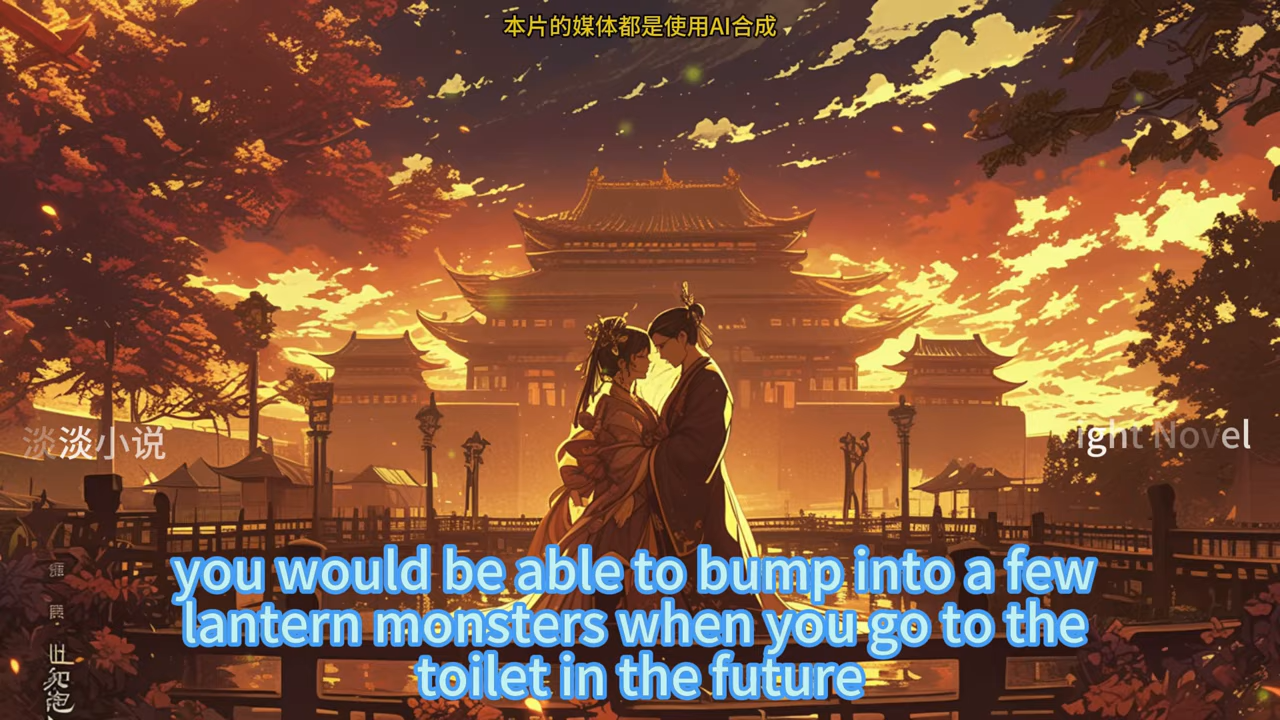 本片的媒体都是使用AI合成
淡淡小说
ight Novel
you would be able to bump into a few
lantern monsters when you go to the
toilet in the future